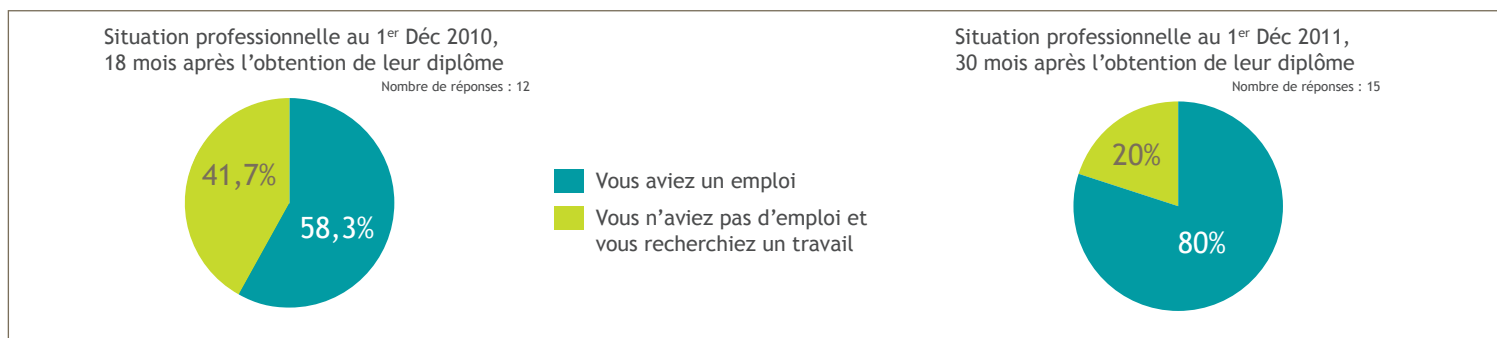 Situation professionnelle au 1er Déc 2010,
18 mois après l’obtention de leur diplôme
Nombre de réponses : 12
41,7%
58,3%
Vous aviez un emploi
Vous n’aviez pas d’emploi et
vous recherchiez un travail
Situation professionnelle au 1er Déc 2011,
30 mois après l’obtention de leur diplôme
Nombre de réponses : 15
20%
80%